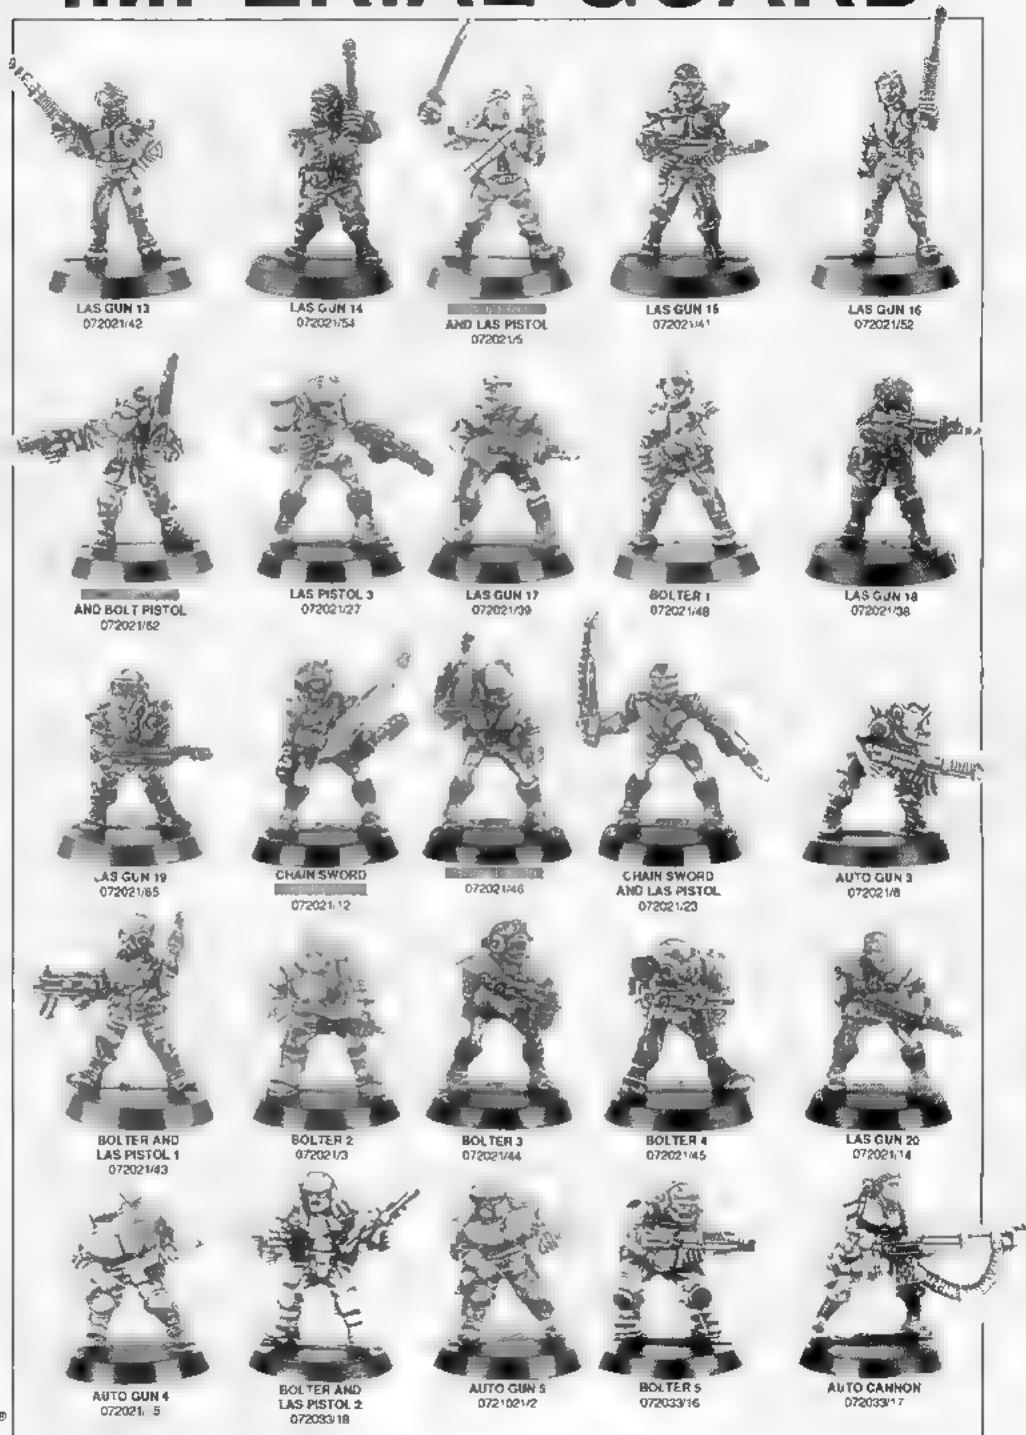 IMPERIAL GUARD
LAS GUN 13
072021/42
LAS GUN 14
072021/54
AND LAS PISTOL
072021/5
LAS GUN 15
072021/41
LAS GUN 16
072021/52
AND BOLT PISTOL
072021/62
LAS PISTOL 3
072021/27
LAS GUN 17
072021/39
BOLTER 1
072021/48
LAS GUN 18
072021/38
LAS GUN 19
072021/65
CHAIN SWORD
072021/12
072021/46
CHAIN SWORD
AND LAS PISTOL
072021/23
AUTO GUN 3
072021/8
BOLTER AND
LAS PISTOL 1
072021/43
BOLTER 2
072021/3
BOLTER 3
072021/44
BOLTER 4
072021/45
LAS GUN 20
072021/14
AUTO GUN 4
BOLTER AND
LAS PISTOL 2
072033/18
AUTO GUN 5
0721021/2
BOLTER 5
072033/16
AUTO CANNON
072033/17